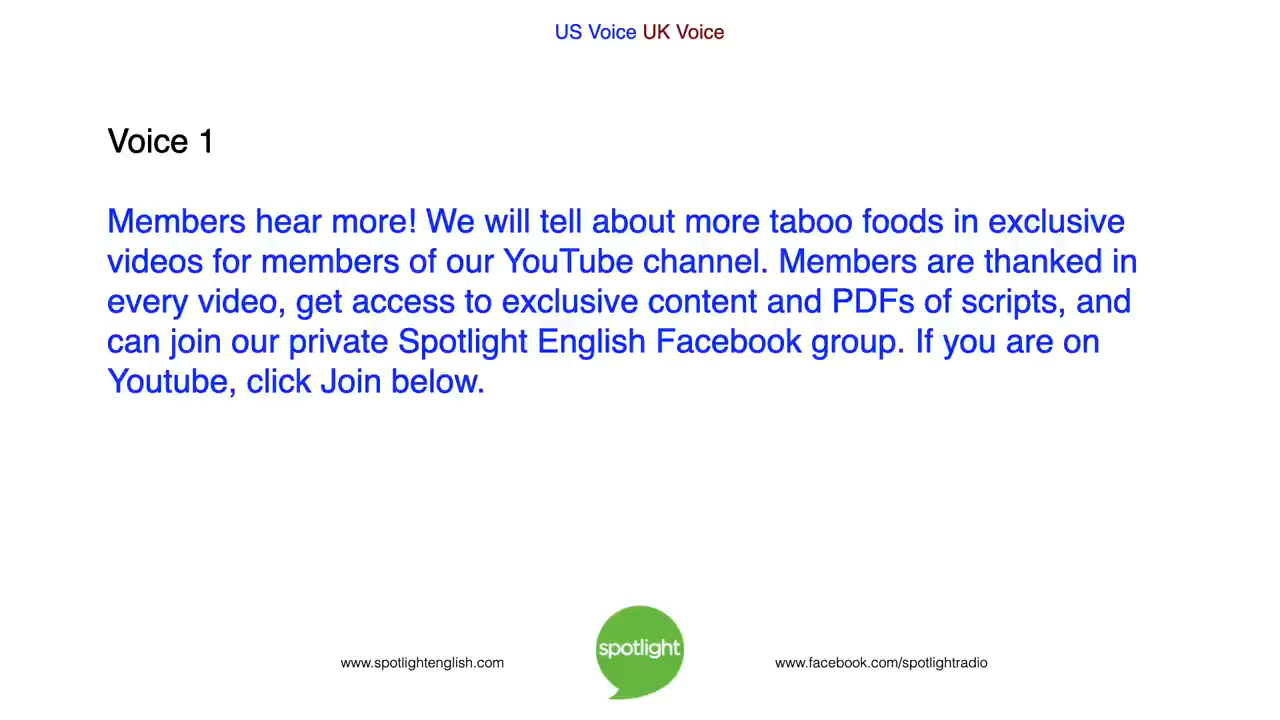 US Voice UK Voice
Voice 1
Members hear more! We will tell about more taboo foods in exclusive
videos for members of our YouTube channel. Members are thanked in
every video, get access to exclusive content and PDFs of scripts, and
can join our private Spotlight English Facebook group. If you are on
Youtube, click Join below.
www.spotlightenglish.com
spotlight
www.facebook.com/spotlightradio